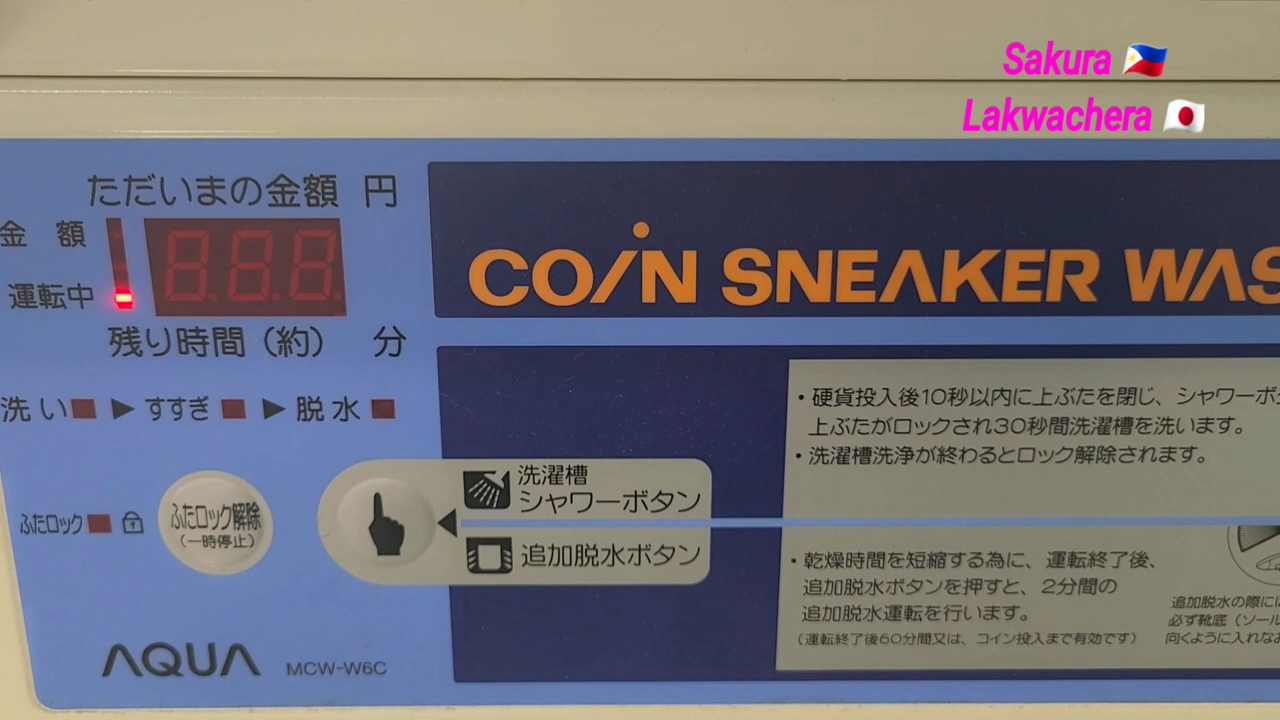 Sakura 🇵🇭
Lakwachera 🇯🇵
ただいまの金額 円
金 額
運転中
残り時間（約） 分
洗い ▶ すすぎ ▶ 脱水
ふたロック
ふたロック解除
（一時停止）
洗濯槽
シャワーボタン
追加脱水ボタン
AQUA MCW-W6C
COIN SNEAKER WAS
・硬貨投入後10秒以内に上ぶたを閉じ、シャワーボ
上ぶたがロックされ30秒間洗濯槽を洗います。
・洗濯槽洗浄が終わるとロック解除されます。
・乾燥時間を短縮する為に、運転終了後、
追加脱水ボタンを押すと、2分間の
追加脱水運転を行います。
（運転終了後60分間又は、コイン投入まで有効です）
追加脱水の際に
必ず靴底（ソール
向くように入れな